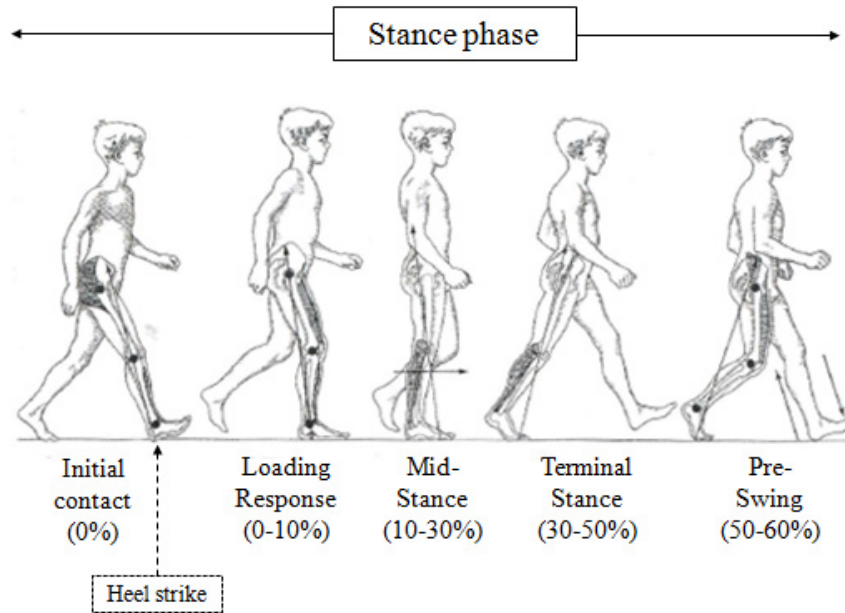 Stance phase
Initial
contact
(0%)
Loading
Response
(0-10%)
Mid-
Stance
(10-30%)
Terminal
Stance
(30-50%)
Pre-
Swing
(50-60%)
Heel strike